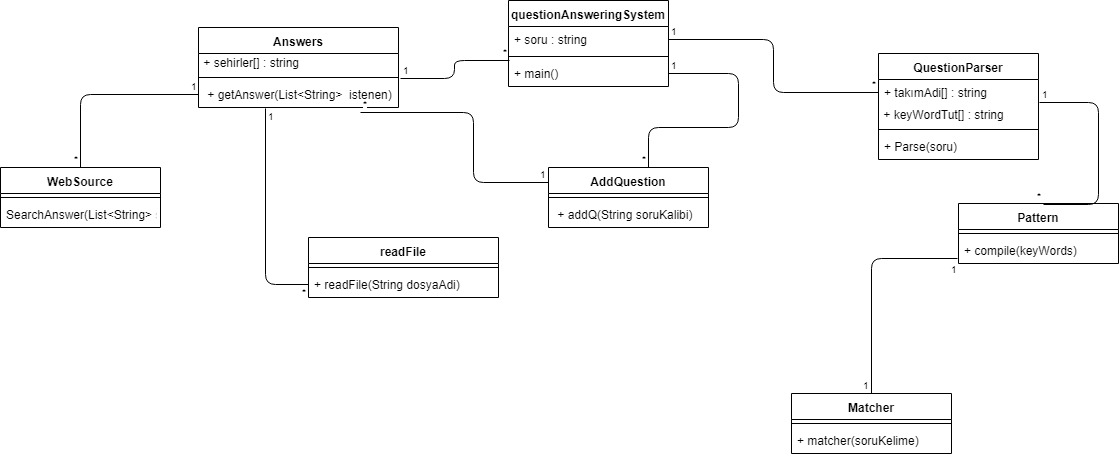 questionAnsweringSystem
+ soru : string
+ main()
1
1
*
Answers
+ sehirler[] : string
+ getAnswer(List<String> istenen)
1
1
1
*
QuestionParser
+ takımAdi[] : string
+ keyWordTut[] : string
+ Parse(soru)
*
1
WebSource
SearchAnswer(List<String> :
*
AddQuestion
+ addQ(String soruKalibi)
1
*
readFile
+ readFile(String dosyaAdi)
*
Pattern
+ compile(keyWords)
*
1
Matcher
+ matcher(soruKelime)
1